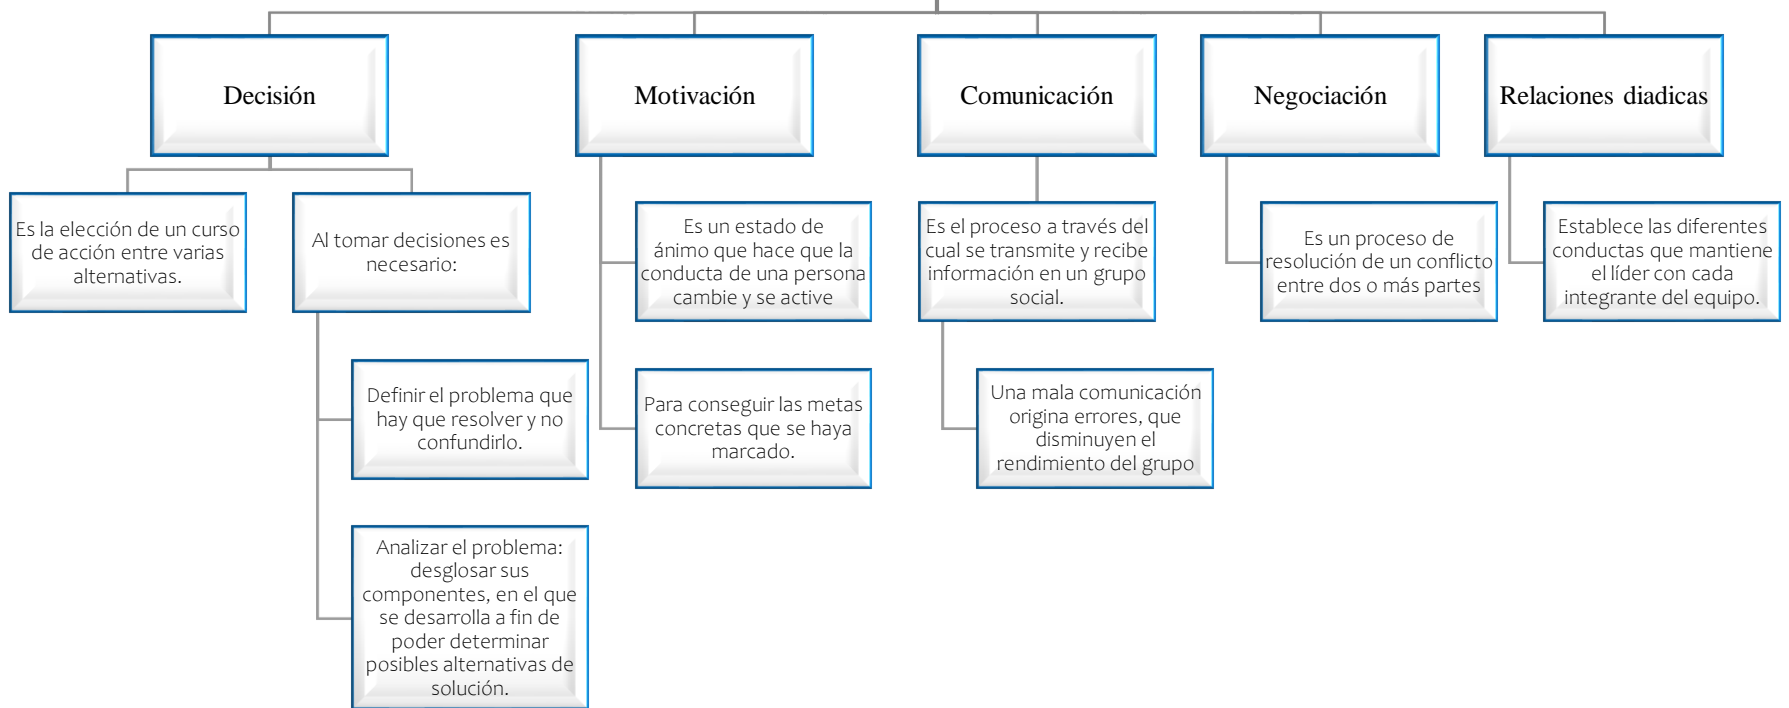 Decisión
Motivación
Comunicación
Negociación
Relaciones diadicas
Es la elección de un curso
de acción entre varias
alternativas.
Al tomar decisiones es
necesario:
Definir el problema que
hay que resolver y no
confundirlo.
Analizar el problema:
desglosar sus
componentes, en el que
se desarrolla a fin de
poder determinar
posibles alternativas de
solución.
Es un estado de
ánimo que hace que la
conducta de una persona
cambie y se active
Para conseguir las metas
concretas que se haya
marcado.
Es el proceso a través del
cual se transmite y recibe
información en un grupo
social.
Una mala comunicación
origina errores, que
disminuyen el
rendimiento del grupo
Es un proceso de
resolución de un conflicto
entre dos o más partes
Establece las diferentes
conductas que mantiene
el líder con cada
integrante del equipo.